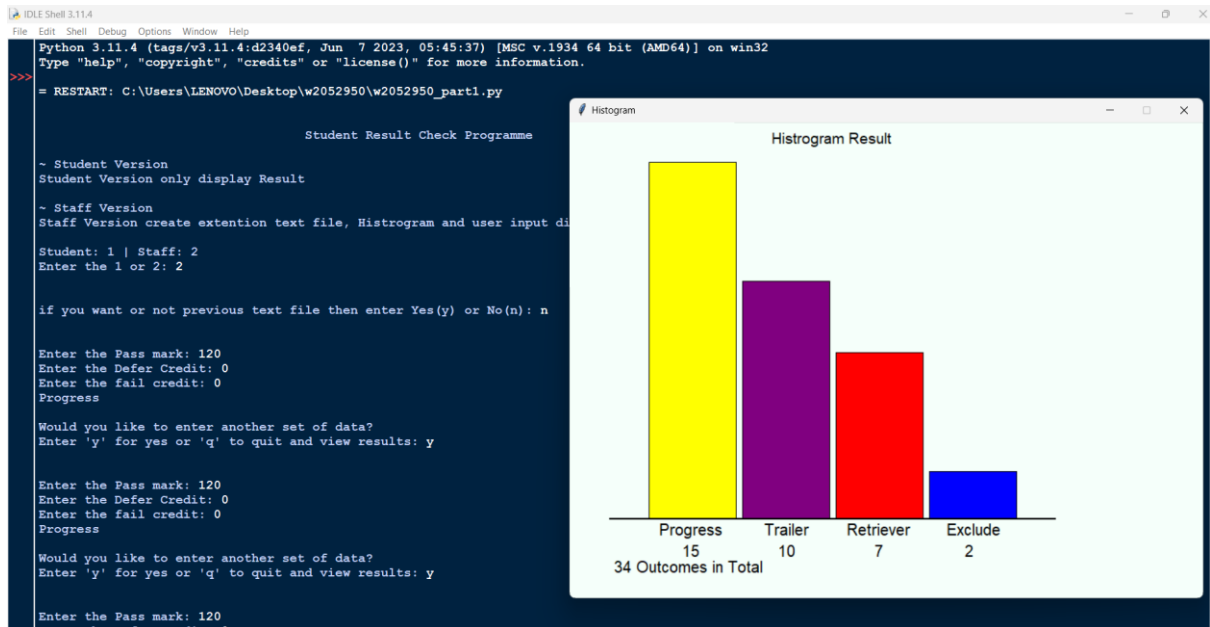 IDLE Shell 3.11.4
File Edit Shell Debug Options Window Help
Python 3.11.4 (tags/v3.11.4:d2340ef, Jun 7 2023, 05:45:37) [MSC v.1934 64 bit (AMD64)] on win32
Type "help", "copyright", "credits" or "license()" for more information.
>>>
= RESTART: C:\Users\LENOVO\Desktop\w2052950\w2052950_part1.py
Student Result Check Programme
~ Student Version
Student Version only display Result
~ Staff Version
Staff Version create extention text file, Histrogram and user input di
Student: 1 | Staff: 2
Enter the 1 or 2: 2
if you want or not previous text file then enter Yes(y) or No(n): n
Enter the Pass mark: 120
Enter the Defer Credit: 0
Enter the fail credit: 0
Progress
Would you like to enter another set of data?
Enter 'y' for yes or 'q' to quit and view results: y
Enter the Pass mark: 120
Enter the Defer Credit: 0
Enter the fail credit: 0
Progress
Would you like to enter another set of data?
Enter 'y' for yes or 'q' to quit and view results: y
Enter the Pass mark: 120
Histogram
Histrogram Result
Progress Trailer Retriever Exclude
15 10 7 2
34 Outcomes in Total